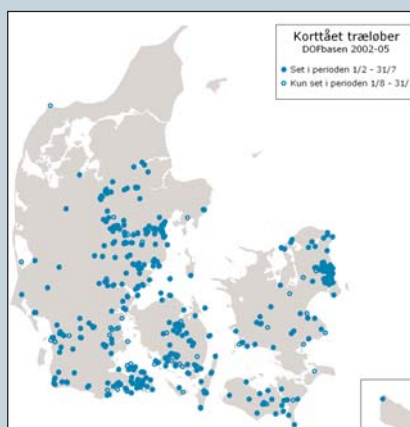 Korttået træløber
DOFbasen 2002-05
Set i perioden 1/2 - 31/7
Kun set i perioden 1/8 - 31/